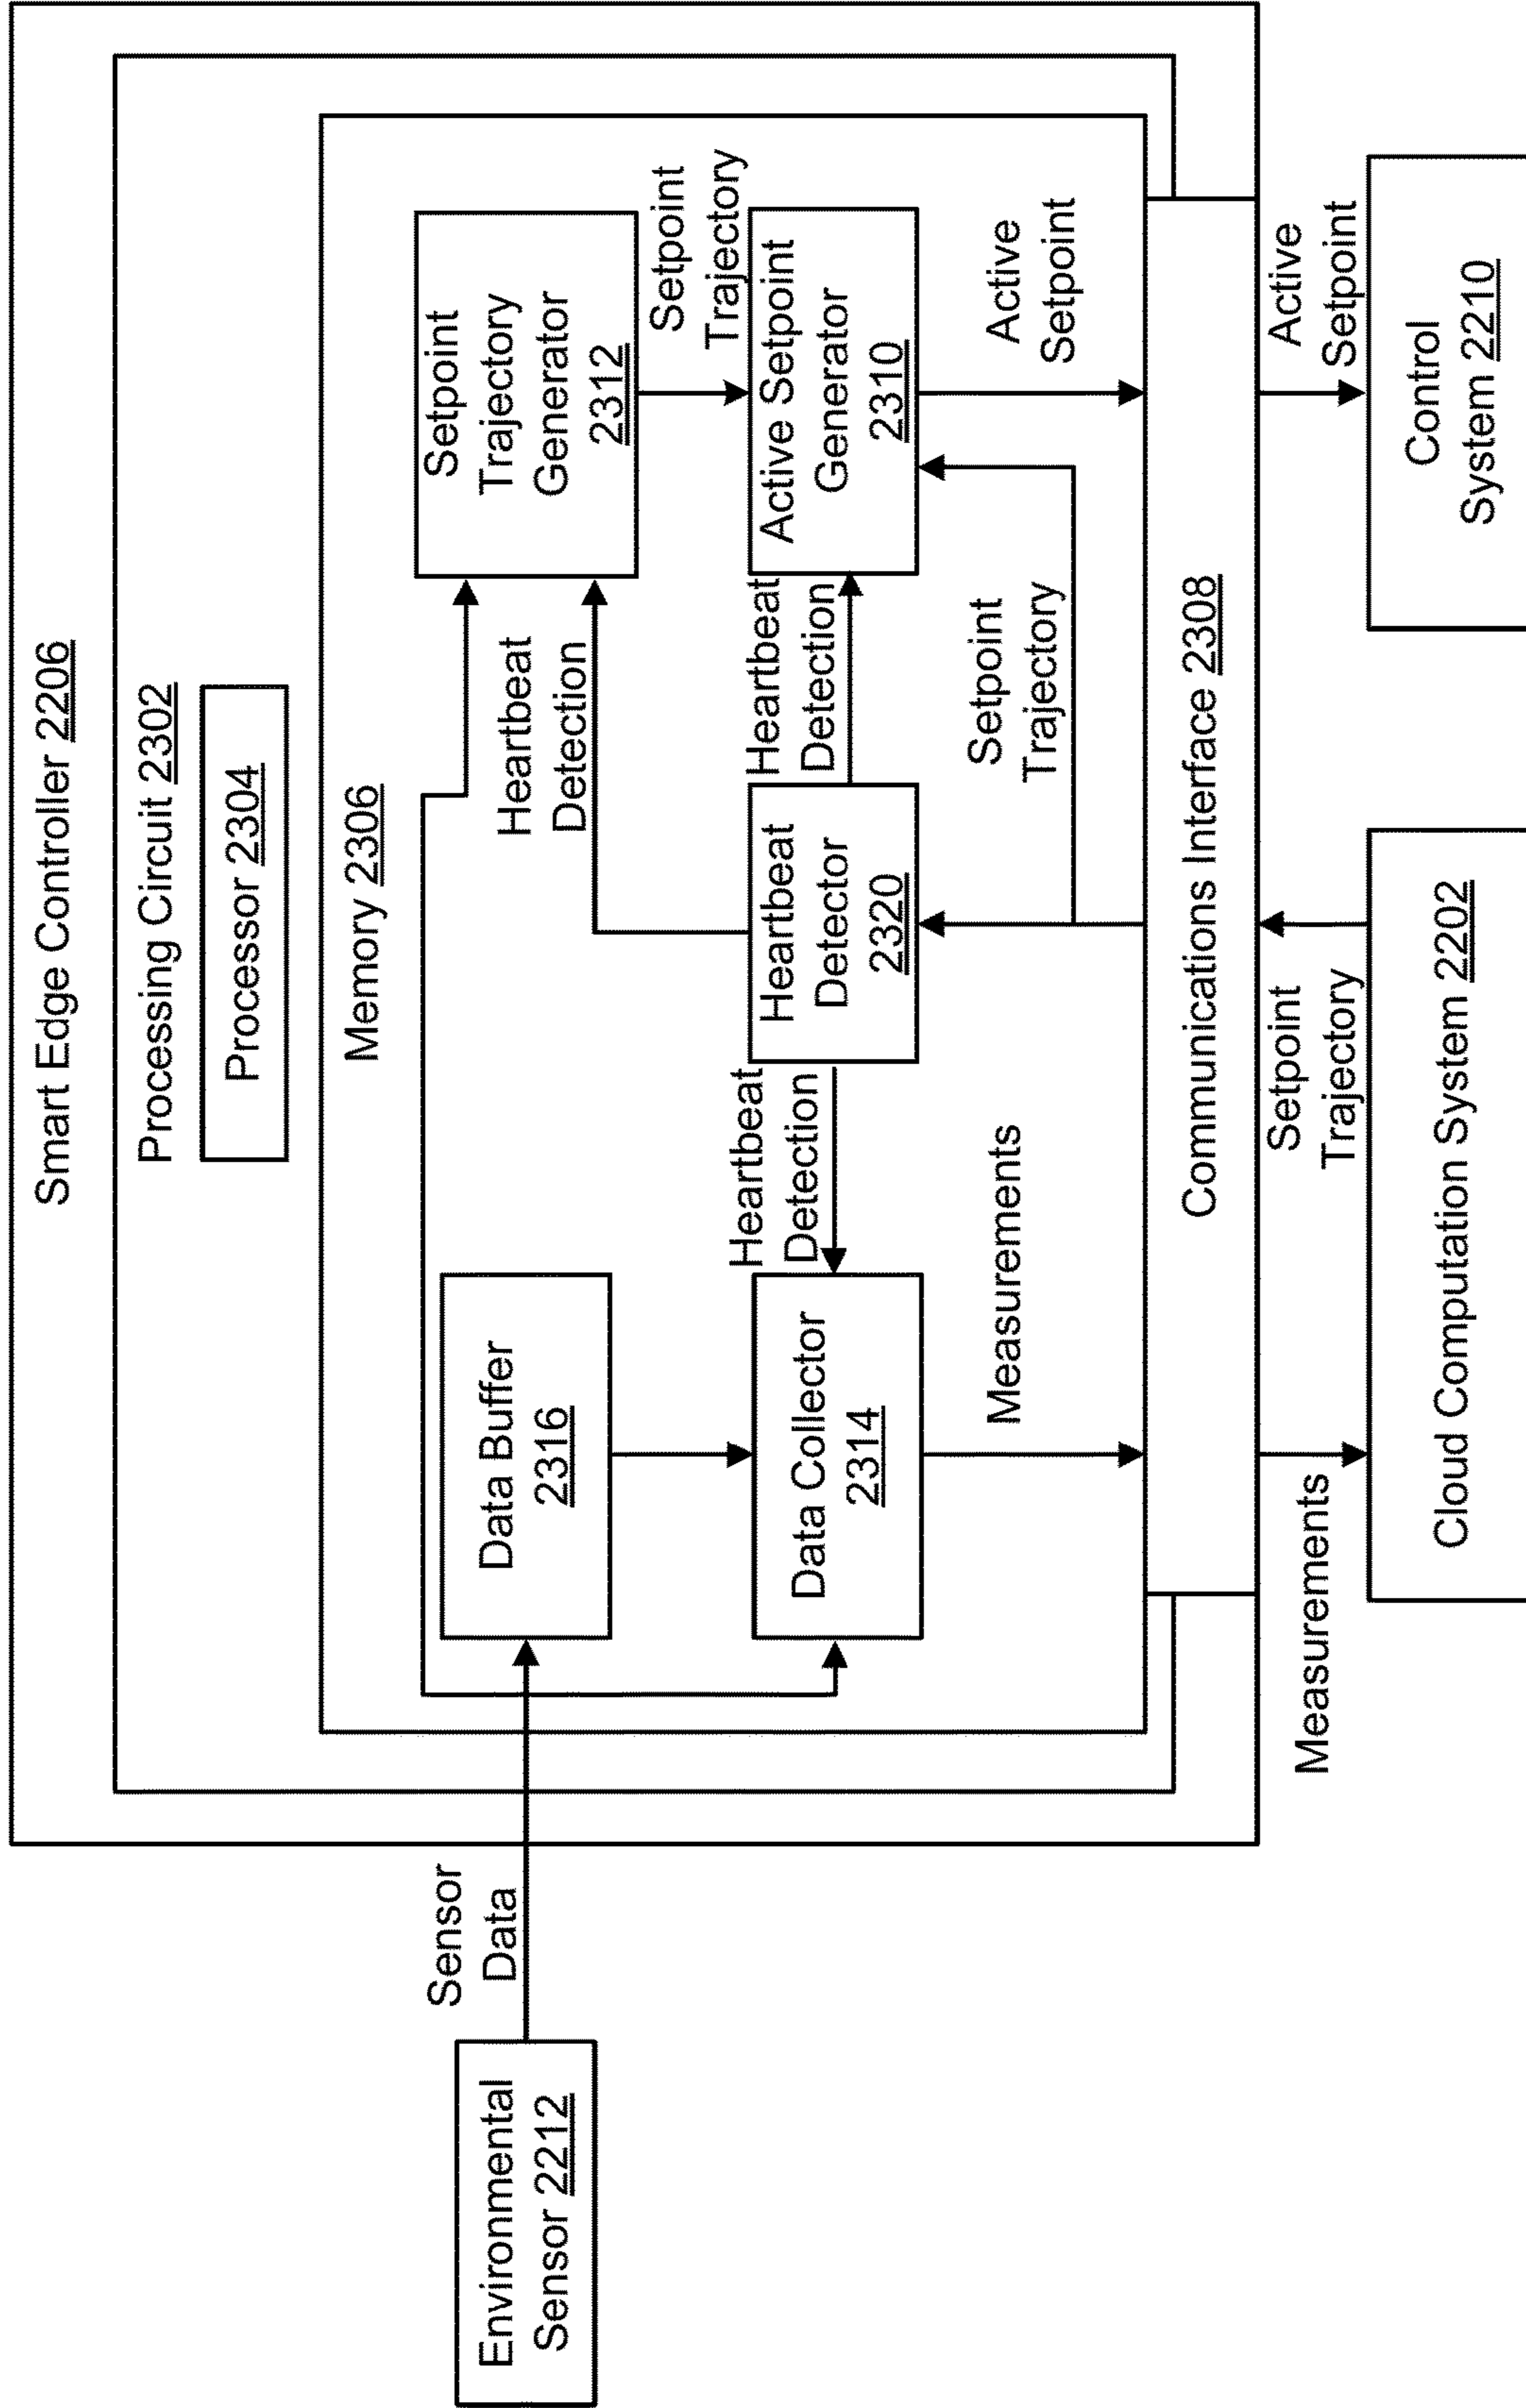 Smart Edge Controller 2206
Processing Circuit 2302
Processor 2304
Memory 2306
Environmental
Sensor 2212
Sensor
Data
Data Buffer
2316
Data Collector
2314
Heartbeat
Detection
Heartbeat
Detector
2320
Heartbeat
Detection
Heartbeat
Detection
Setpoint
Trajectory
Generator
2312
Setpoint
Trajectory
Active Setpoint
Generator
2310
Measurements
Setpoint
Trajectory
Active
Setpoint
Communications Interface 2308
Measurements
Setpoint
Trajectory
Active
Setpoint
Cloud Computation System 2202
Control
System 2210